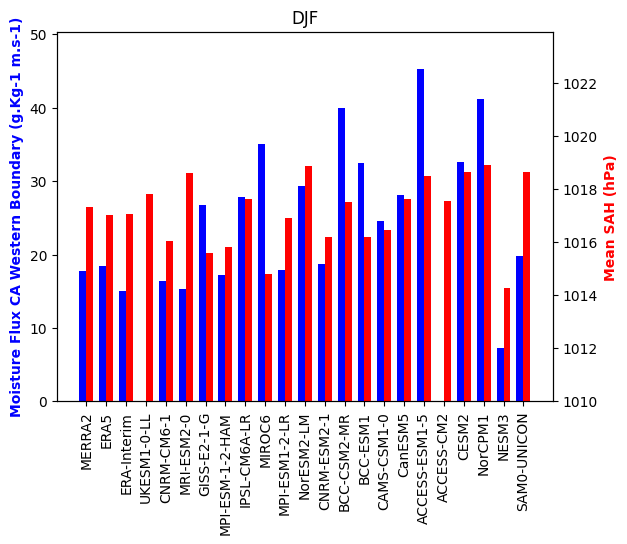 DJF
Moisture Flux CA Western Boundary (g.Kg-1 m.s-1)
50
40
30
20
10
0
1022
1020
1018
1016
1014
1012
1010
Mean SAH (hPa)
MERRA2
ERA5
ERA-Interim
UKESM1-0-LL
CNRM-CM6-1
MRI-ESM2-0
GISS-E2-1-G
MPI-ESM-1-2-HAM
IPSL-CM6A-LR
MIROC6
MPI-ESM1-2-LR
NorESM2-LM
CNRM-ESM2-1
BCC-CSM2-MR
BCC-ESM1
CAMS-CSM1-0
CanESM5
ACCESS-ESM1-5
ACCESS-CM2
CESM2
NorCPM1
NESM3
SAM0-UNICON